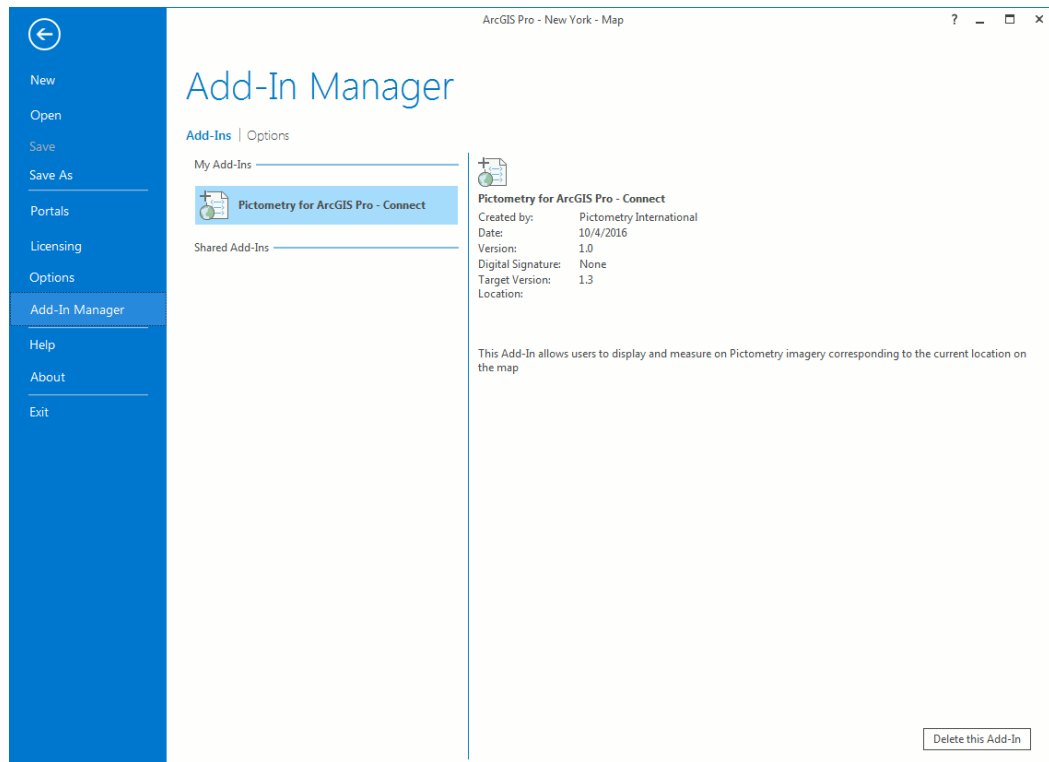 ArcGIS Pro - New York - Map
?
New
Open
Save
Save As
Portals
Licensing
Options
Add-In Manager
Help
About
Exit
Add-In Manager
Add-Ins | Options
My Add-Ins
Pictometry for ArcGIS Pro - Connect
Shared Add-Ins
Pictometry for ArcGIS Pro - Connect
Created by: Pictometry International
Date: 10/4/2016
Version: 1.0
Digital Signature: None
Target Version: 1.3
Location:
This Add-In allows users to display and measure on Pictometry imagery corresponding to the current location on
the map
Delete this Add-In